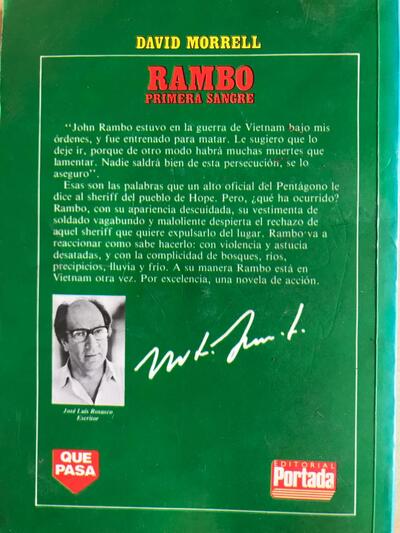 DAVID MORRELL
RAMBO
PRIMERA SANGRE
"John Rambo estuvo en la guerra de Vietnam bajo mis
órdenes, y fue entrenado para matar. Le sugiero que lo
deje ir, porque de otro modo habrá muchas muertes que
lamentar. Nadie saldrá bien de esta persecución, se lo
aseguro".
Esas son las palabras que un alto oficial del Pentágono le
dice al sheriff del pueblo de Hope. Pero, ¿qué ha ocurrido?
Rambo, con su apariencia descuidada, su vestimenta de
soldado vagabundo y maloliente despierta el rechazo de
aquel sheriff que quiere expulsarlo del lugar. Rambo va a
reaccionar como sabe hacerlo: con violencia y astucia
desatadas, y con la complicidad de bosques, ríos,
precipicios, lluvia y frío. A su manera Rambo está en
Vietnam otra vez. Por excelencia, una novela de acción.
José Luis Rosasco
Escritor
QUE
PASA
EDITORIAL
Portada